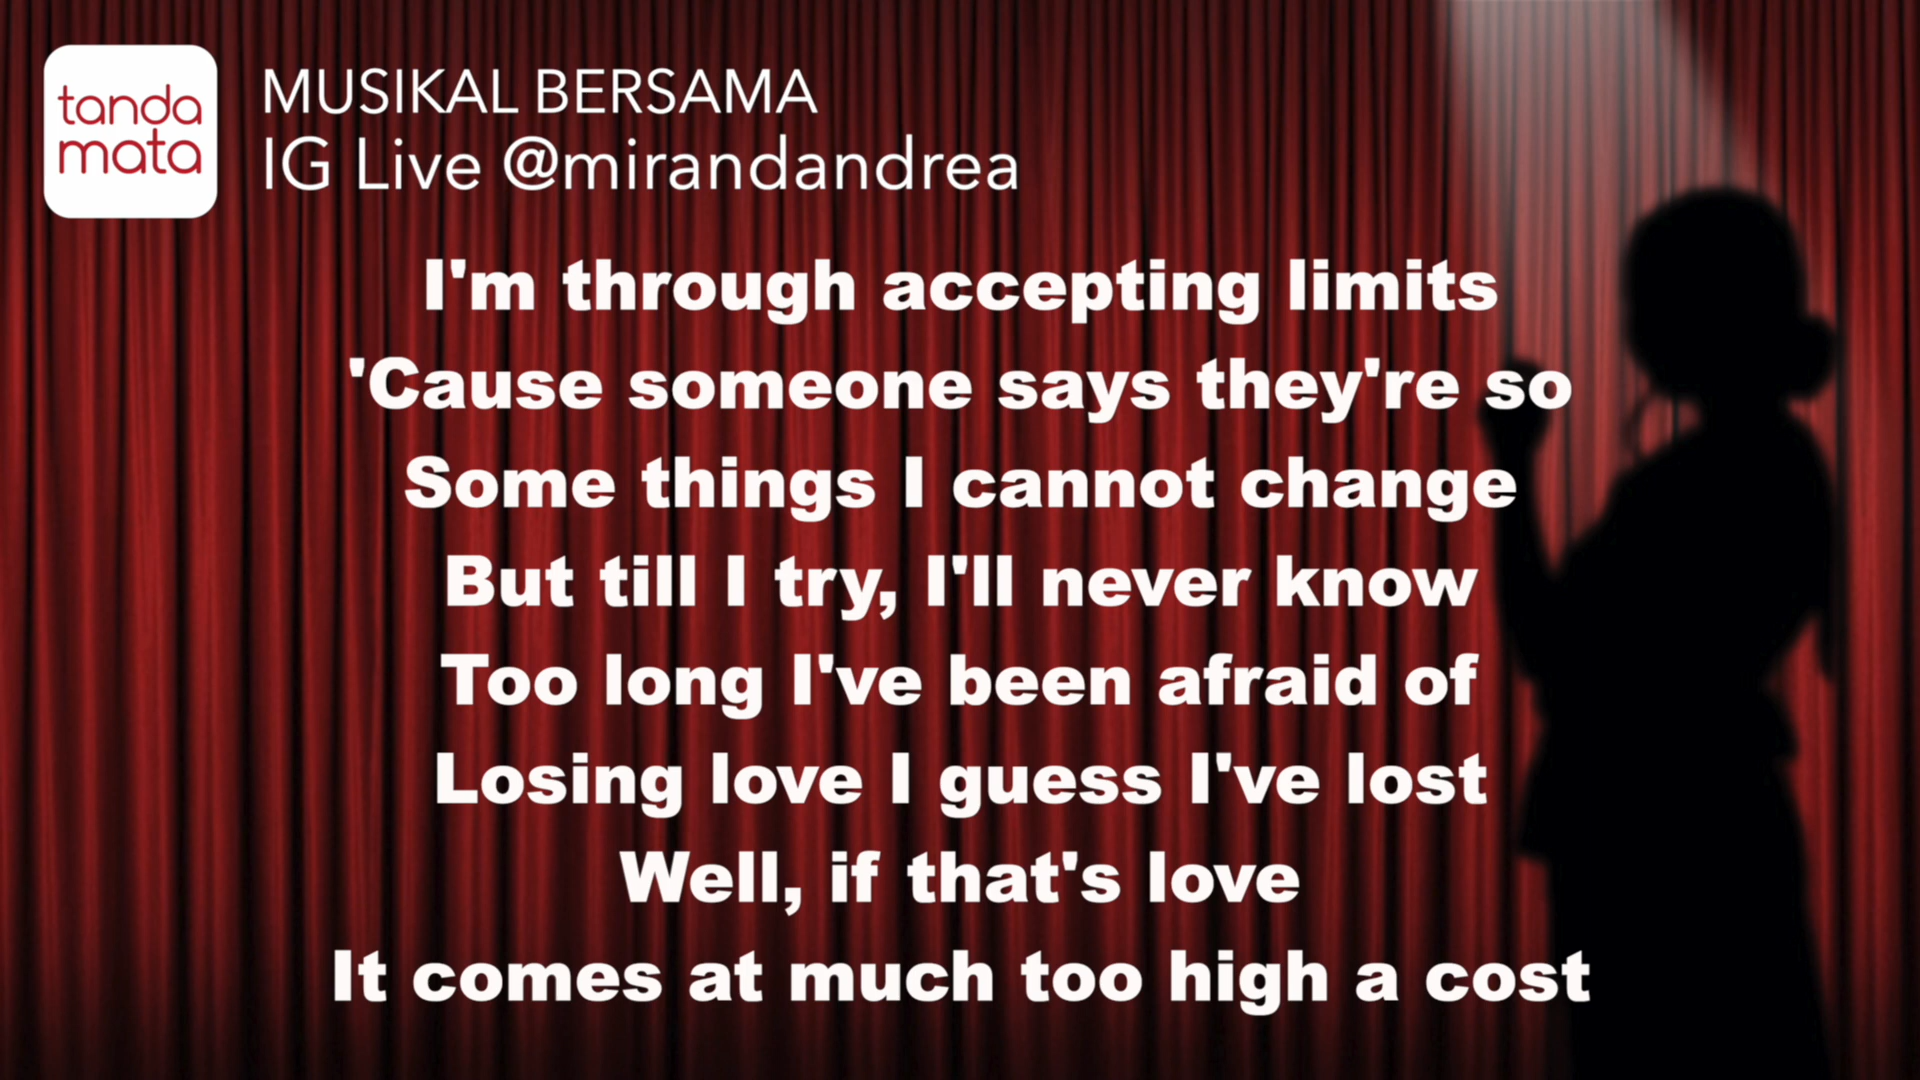 tanda
mata
MUSIKAL BERSAMA
IG Live @mirandandrea
I'm through accepting limits
'Cause someone says they're so
Some things I cannot change
But till I try, I'll never know
Too long I've been afraid of
Losing love I guess I've lost
Well, if that's love
It comes at much too high a cost